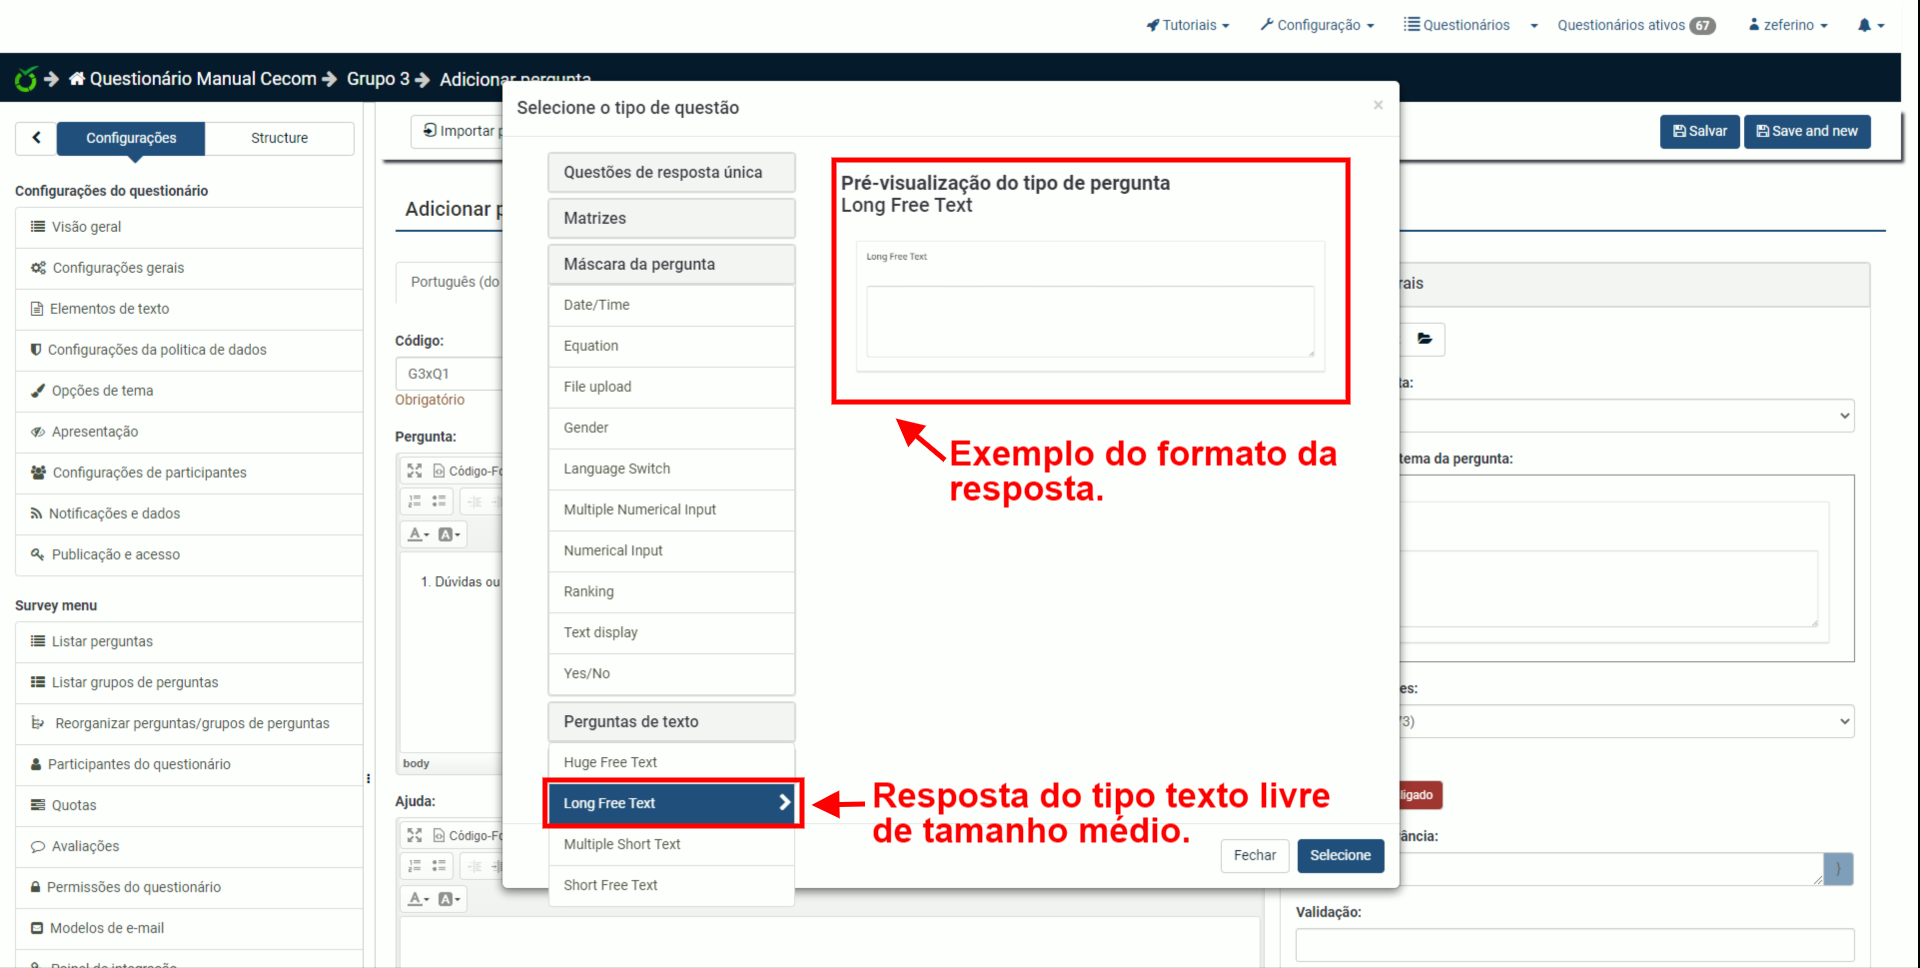 Tutoriais
Configuração
Questionários
Questionários ativos 67
zeferino
Questionário Manual Cecom
Grupo 3
Adicionar pergunta
Configurações
Structure
Configurações do questionário
Visão geral
Configurações gerais
Elementos de texto
Configurações da politica de dados
Opções de tema
Apresentação
Configurações de participantes
Notificações e dados
Publicação e acesso
Survey menu
Listar perguntas
Listar grupos de perguntas
Reorganizar perguntas/grupos de perguntas
Participantes do questionário
Quotas
Avaliações
Permissões do questionário
Modelos de e-mail
Painel de integração
Importar p
Salvar
Save and new
Adicionar p
Português (do
Código:
G3xQ1
Obrigatório
Pergunta:
Código-Fo
1. Dúvidas ou
body
Ajuda:
Código-Fo
Selecione o tipo de questão
×
Questões de resposta única
Matrizes
Máscara da pergunta
Date/Time
Equation
File upload
Gender
Language Switch
Multiple Numerical Input
Numerical Input
Ranking
Text display
Yes/No
Perguntas de texto
Huge Free Text
Long Free Text
Multiple Short Text
Short Free Text
Pré-visualização do tipo de pergunta
Long Free Text
Long Free Text
Exemplo do formato da
resposta.
Resposta do tipo texto livre
de tamanho médio.
Fechar
Selecione
rais
ta:
tema da pergunta:
es:
/3)
ligado
ância:
}
Validação: